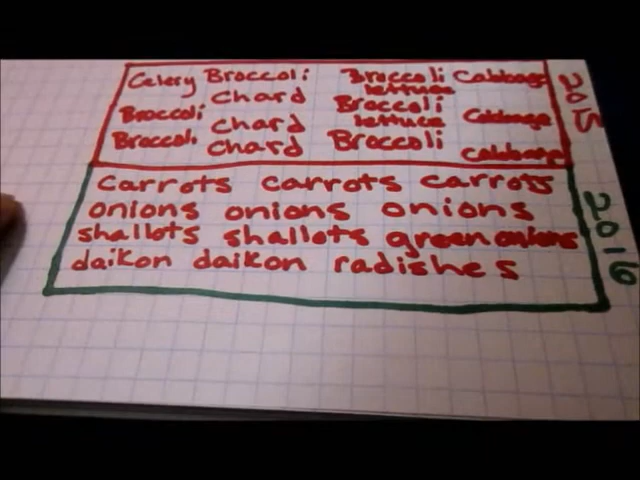 Celery Broccoli Broccoli Cabbage
lettuce
Chard Broccoli
Broccoli lettuce Cabbage
Chard
Broccoli Chard Broccoli Cabbage
2015
Carrots carrots carrots
onions onions onions
shallots shallots green onions
daikon daikon radishes
2016